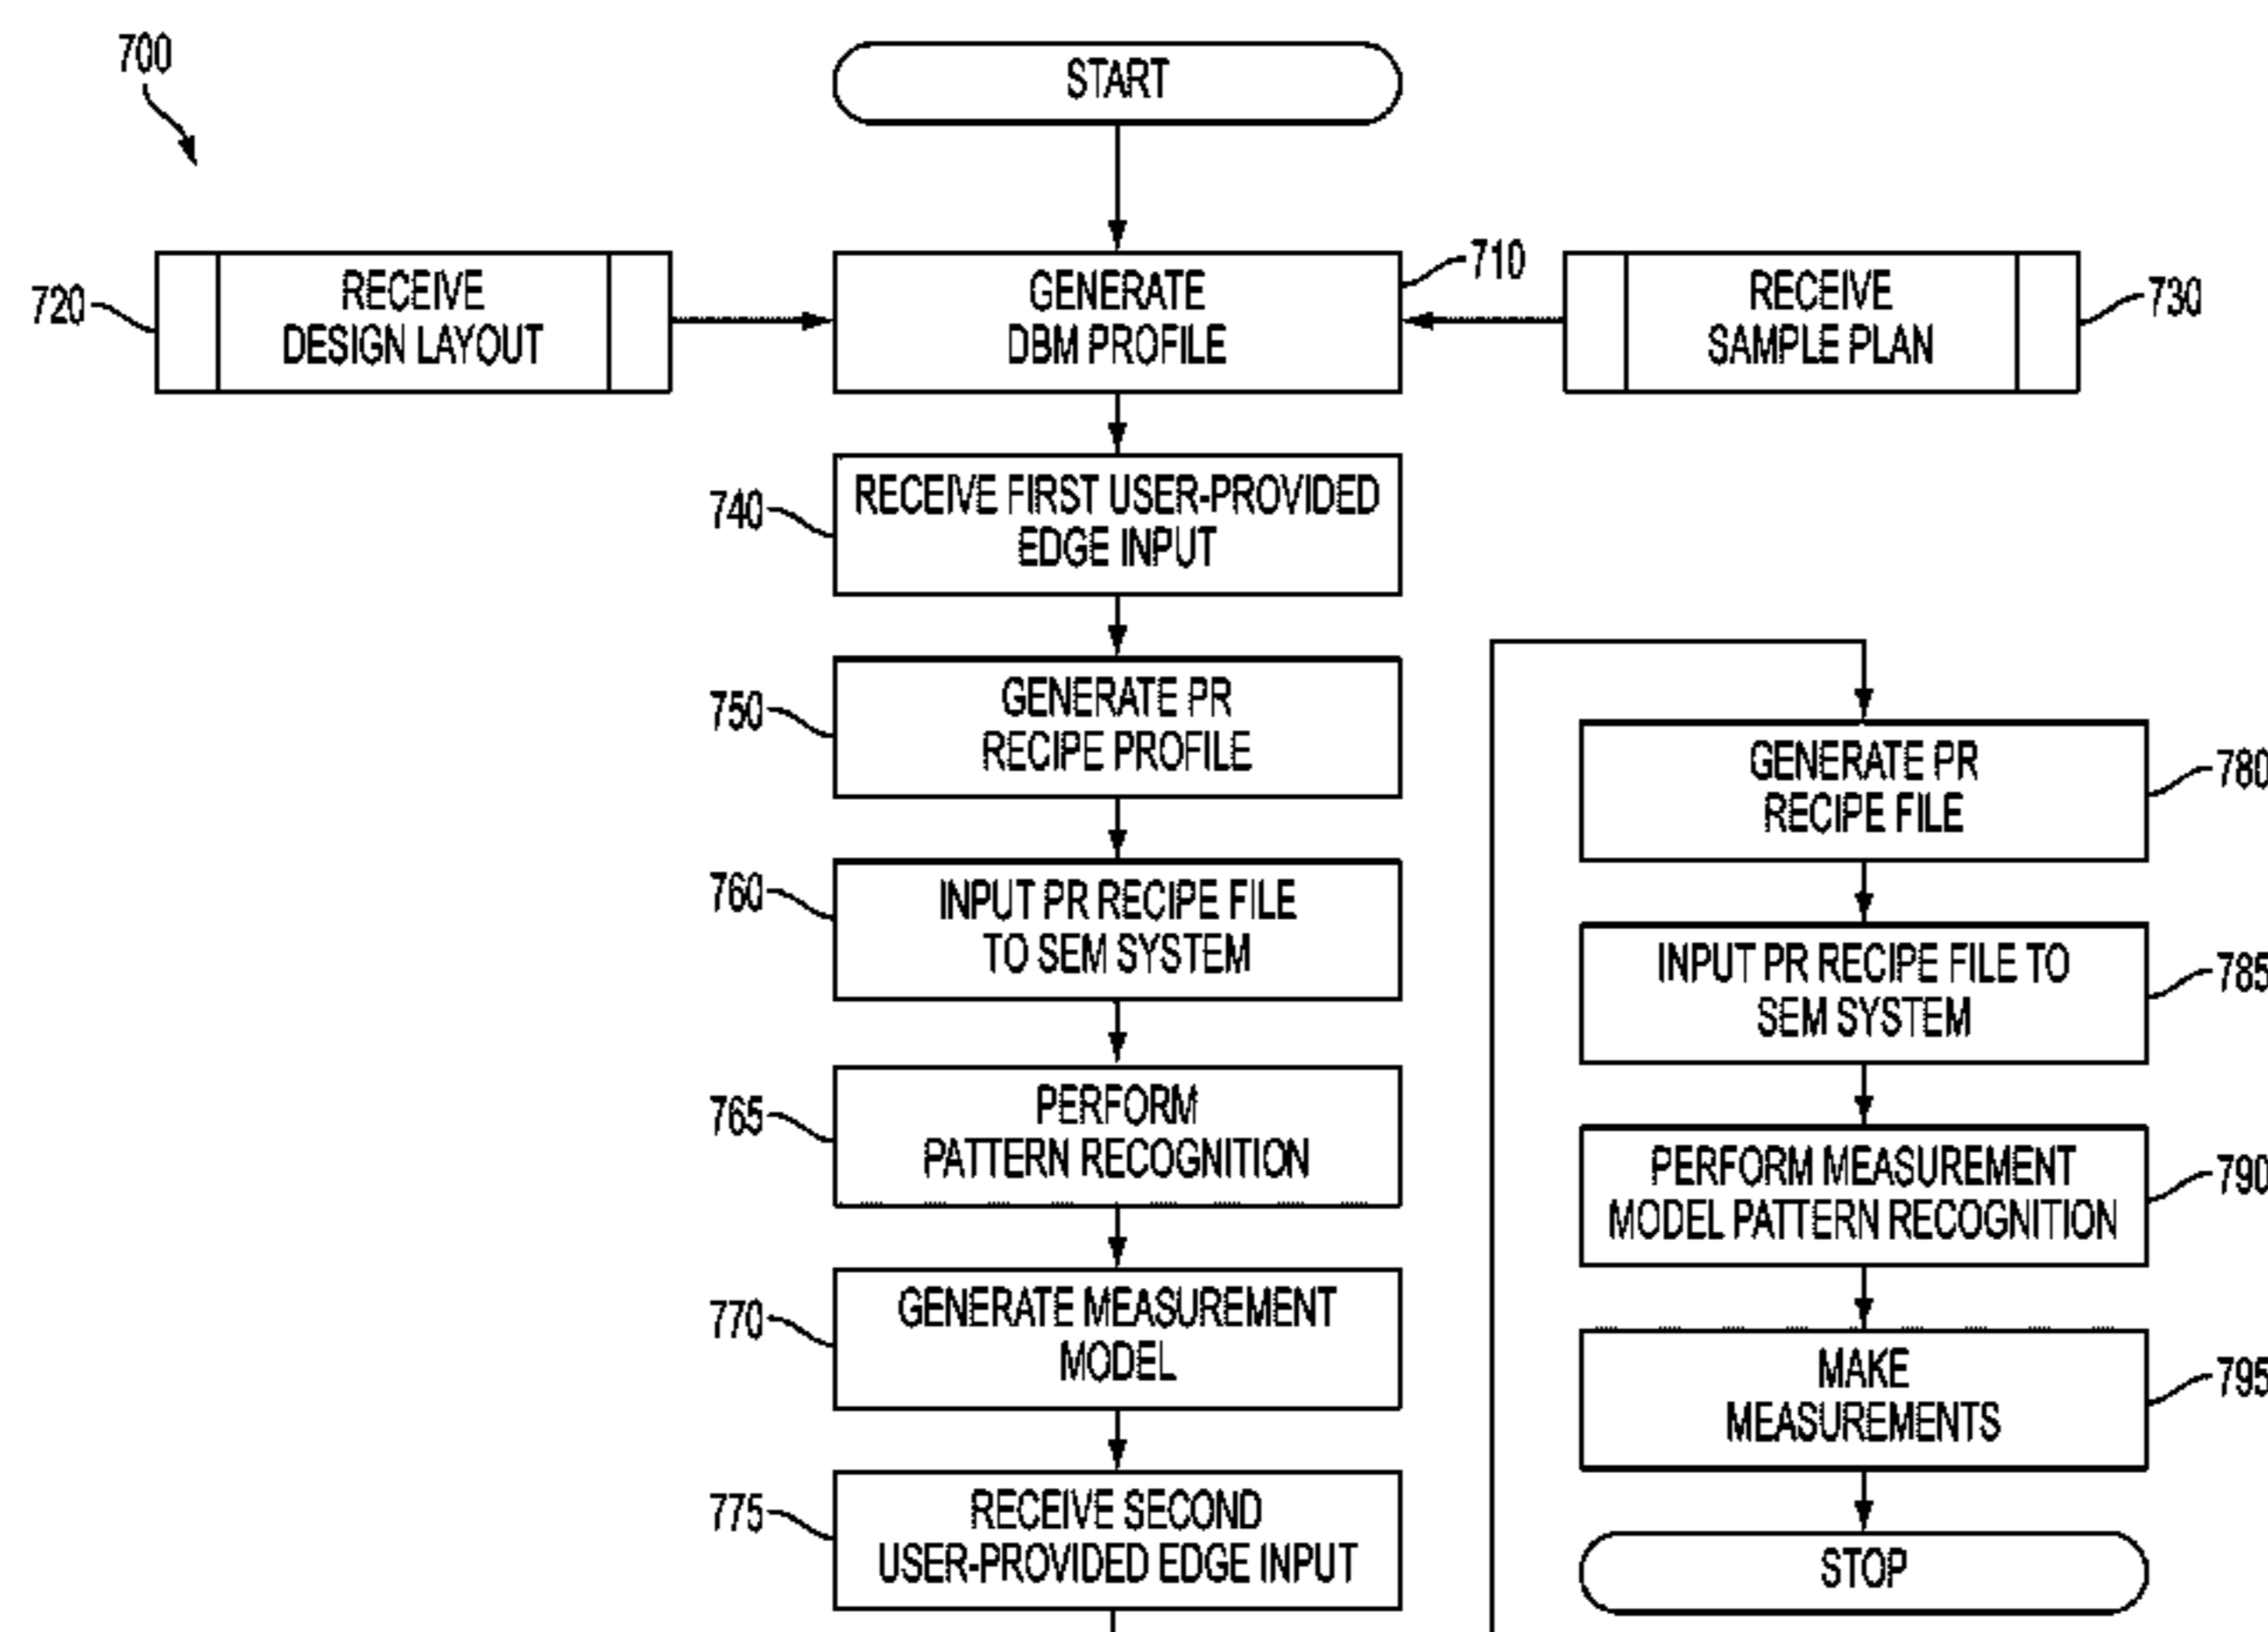 700
START
720
RECEIVE
DESIGN LAYOUT
GENERATE
DBM PROFILE
710
RECEIVE
SAMPLE PLAN
730
740
RECEIVE FIRST USER-PROVIDED
EDGE INPUT
750
GENERATE PR
RECIPE PROFILE
760
INPUT PR RECIPE FILE
TO SEM SYSTEM
765
PERFORM
PATTERN RECOGNITION
770
GENERATE MEASUREMENT
MODEL
775
RECEIVE SECOND
USER-PROVIDED EDGE INPUT
GENERATE PR
RECIPE FILE
780
INPUT PR RECIPE FILE TO
SEM SYSTEM
785
PERFORM MEASUREMENT
MODEL PATTERN RECOGNITION
790
MAKE
MEASUREMENTS
795
STOP